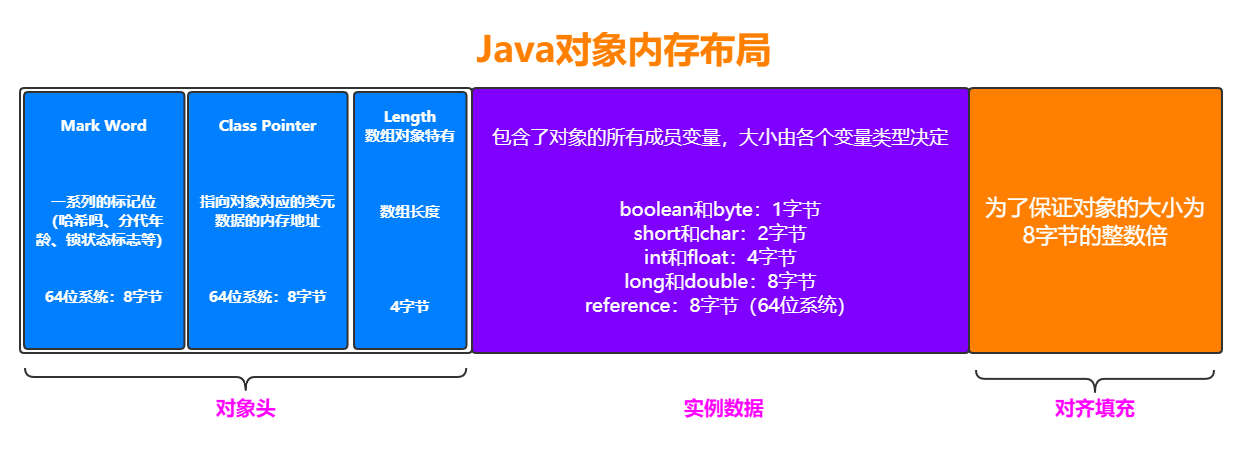 Java对象内存布局
Mark Word
一系列的标记位
（哈希吗、分代年
龄、锁状态标志等）
64位系统：8字节
Class Pointer
指向对象对应的类元
数据的内存地址
64位系统：8字节
Length
数组对象特有
数组长度
4字节
包含了对象的所有成员变量，大小由各个变量类型决定
boolean和byte：1字节
short和char：2字节
int和float：4字节
long和double：8字节
reference：8字节（64位系统）
为了保证对象的大小为
8字节的整数倍
对象头
实例数据
对齐填充